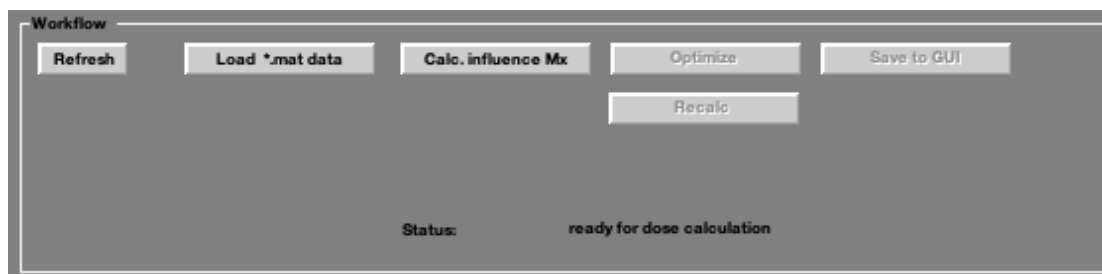 Workflow
Refresh Load *.mat data Calc. influence Mx Optimize Save to GUI
Recalc
Status: ready for dose calculation